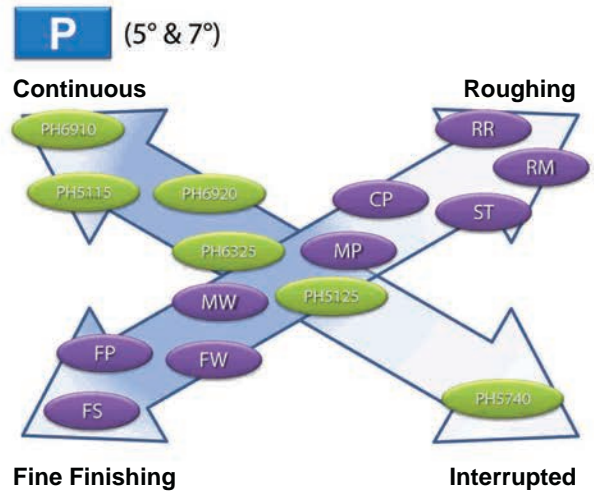 P (5° & 7°)
Continuous Roughing
PH6910 RR
RM
PH5115 PH6920 CP ST
PH6325 MP
MW PH5125
FP FW
PH5740
FS
Fine Finishing Interrupted